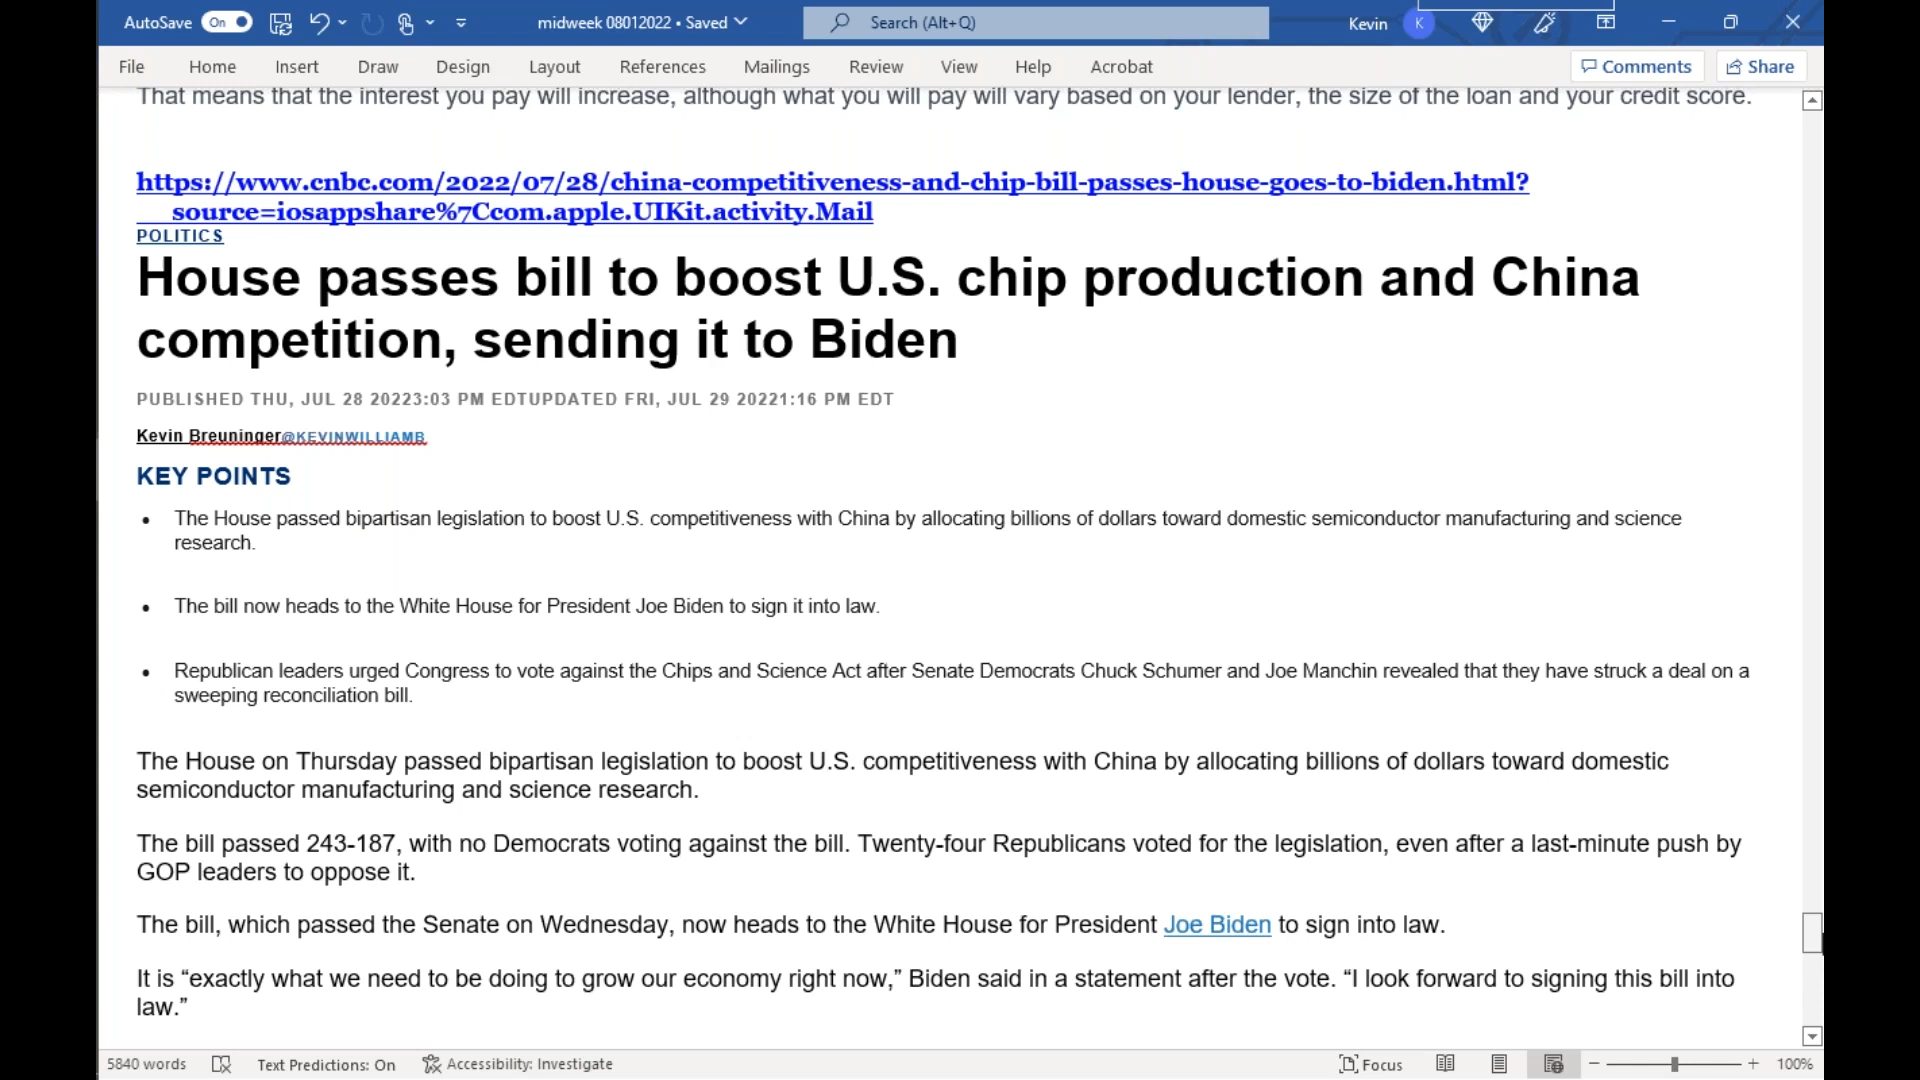 AutoSave On midweek 08012022 • Saved Search (Alt+Q) Kevin K
File Home Insert Draw Design Layout References Mailings Review View Help Acrobat Comments Share
That means that the interest you pay will increase, although what you will pay will vary based on your lender, the size of the loan and your credit score.
https://www.cnbc.com/2022/07/28/china-competitiveness-and-chip-bill-passes-house-goes-to-biden.html?
__source=iosappshare%7Ccom.apple.UIKit.activity.Mail
POLITICS
House passes bill to boost U.S. chip production and China
competition, sending it to Biden
PUBLISHED THU, JUL 28 20223:03 PM EDTUPDATED FRI, JUL 29 20221:16 PM EDT
Kevin Breuninger@KEVINWILLIAMB
KEY POINTS
• The House passed bipartisan legislation to boost U.S. competitiveness with China by allocating billions of dollars toward domestic semiconductor manufacturing and science
research.
• The bill now heads to the White House for President Joe Biden to sign it into law.
• Republican leaders urged Congress to vote against the Chips and Science Act after Senate Democrats Chuck Schumer and Joe Manchin revealed that they have struck a deal on a
sweeping reconciliation bill.
The House on Thursday passed bipartisan legislation to boost U.S. competitiveness with China by allocating billions of dollars toward domestic
semiconductor manufacturing and science research.
The bill passed 243-187, with no Democrats voting against the bill. Twenty-four Republicans voted for the legislation, even after a last-minute push by
GOP leaders to oppose it.
The bill, which passed the Senate on Wednesday, now heads to the White House for President Joe Biden to sign into law.
It is “exactly what we need to be doing to grow our economy right now,” Biden said in a statement after the vote. “I look forward to signing this bill into
law.”
5840 words Text Predictions: On Accessibility: Investigate Focus 100%